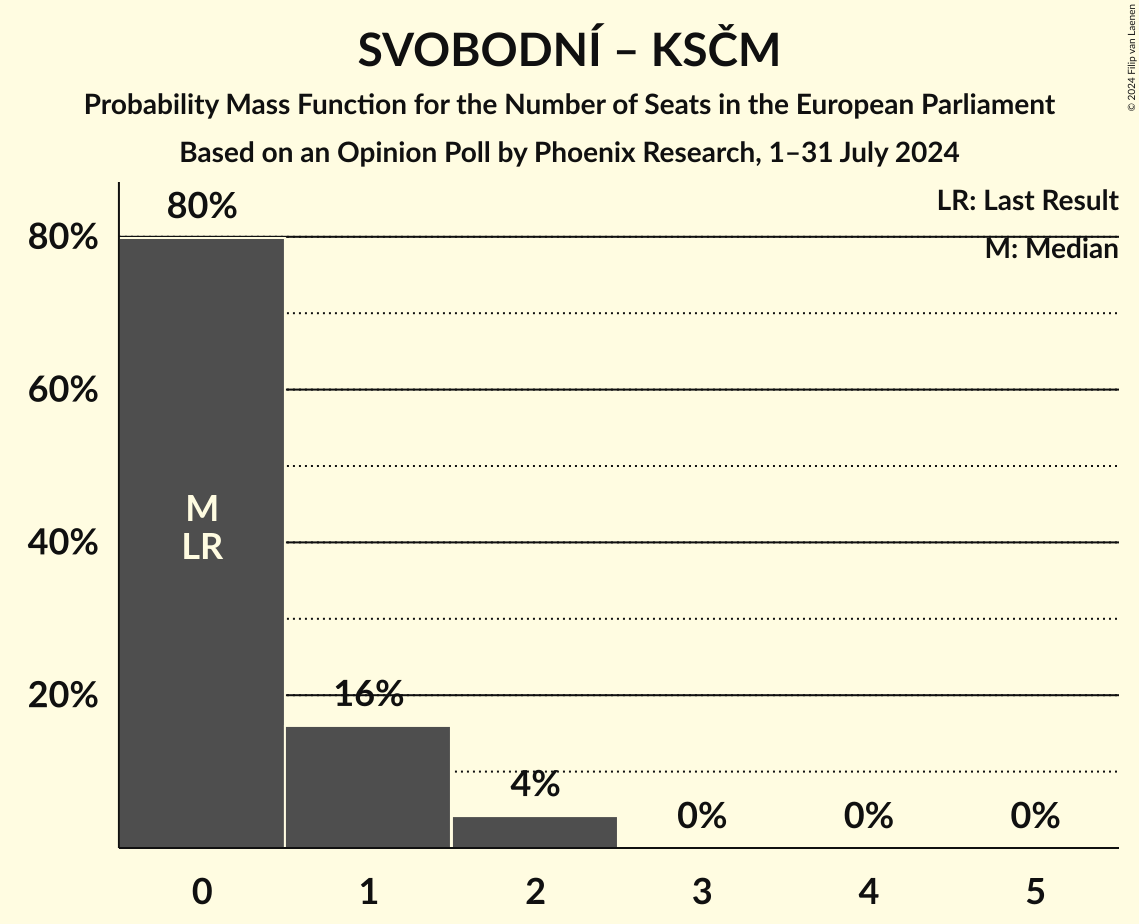 SVOBODNÍ – KSČM
Probability Mass Function for the Number of Seats in the European Parliament
Based on an Opinion Poll by Phoenix Research, 1–31 July 2024
© 2024 Filip van Laenen
LR: Last Result
M: Median
80%
60%
40%
20%
80%
M
LR
16%
4%
0%
0%
0%
0
1
2
3
4
5